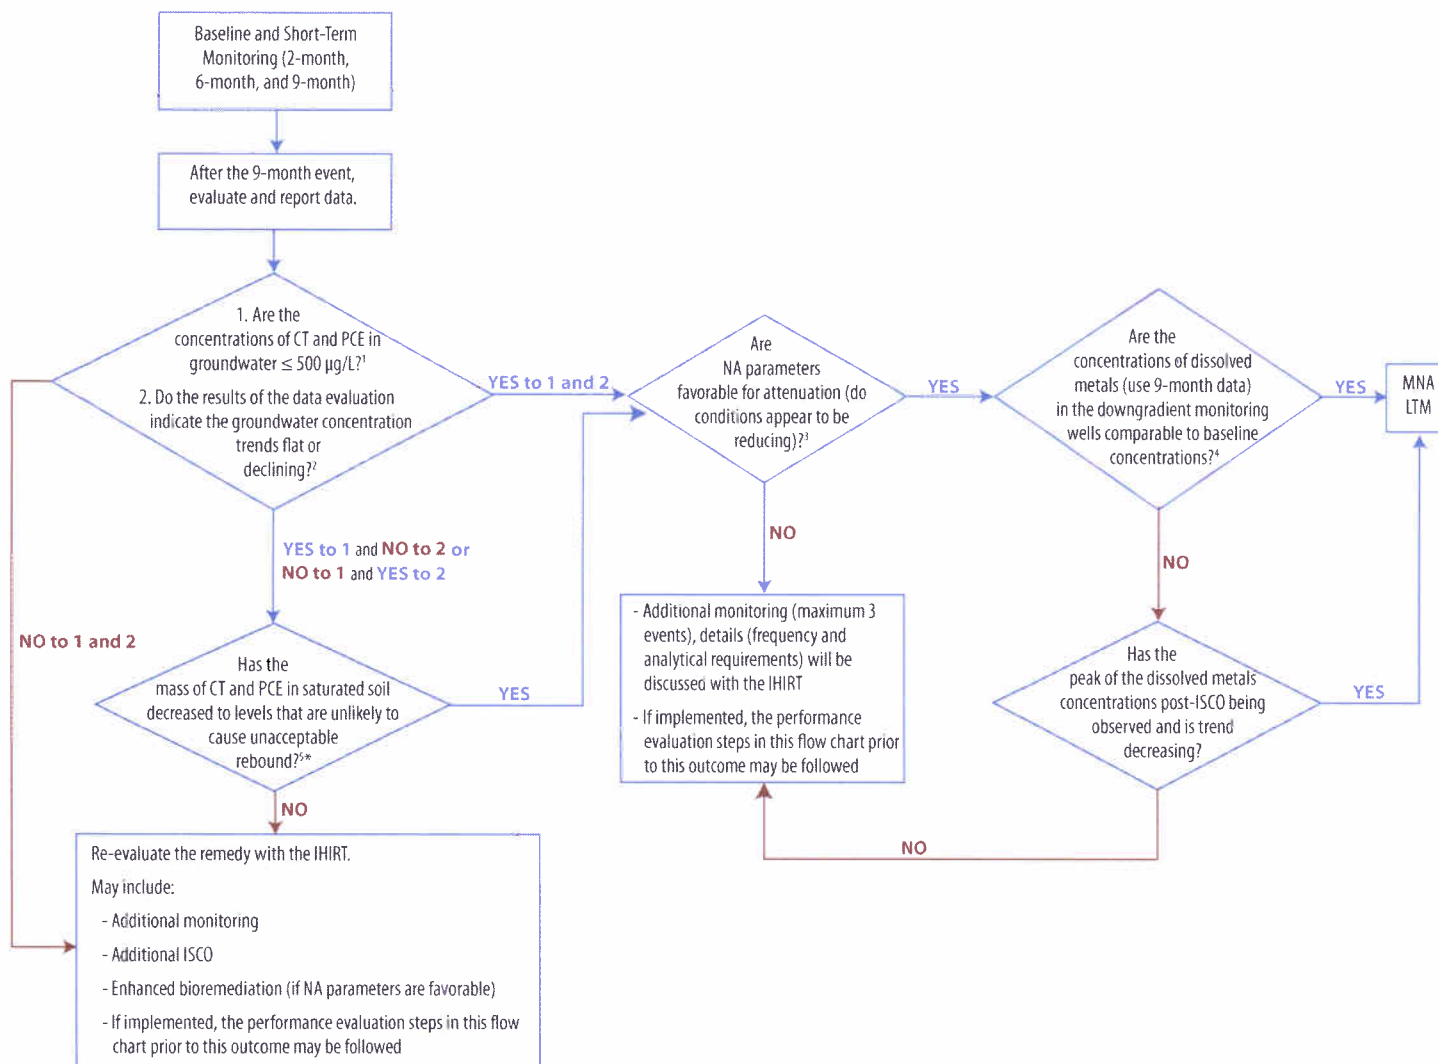 Baseline and Short-Term
Monitoring (2-month,
6-month, and 9-month)
After the 9-month event,
evaluate and report data.
1. Are the
concentrations of CT and PCE in
groundwater ≤ 500 µg/L?¹
2. Do the results of the data evaluation
indicate the groundwater concentration
trends flat or
declining?²
YES to 1 and 2
Are
NA parameters
favorable for attenuation (do
conditions appear to be
reducing)?³
YES
Are the
concentrations of dissolved
metals (use 9-month data)
in the downgradient monitoring
wells comparable to baseline
concentrations?⁴
YES
MNA
LTM
YES to 1 and NO to 2 or
NO to 1 and YES to 2
NO
NO
NO to 1 and 2
Has the
mass of CT and PCE in saturated soil
decreased to levels that are unlikely to
cause unacceptable
rebound?⁵*
YES
- Additional monitoring (maximum 3
events), details (frequency and
analytical requirements) will be
discussed with the IHIRT
- If implemented, the performance
evaluation steps in this flow chart prior
to this outcome may be followed
Has the
peak of the dissolved metals
concentrations post-ISCO being
observed and is trend
decreasing?
YES
NO
NO
Re-evaluate the remedy with the IHIRT.
May include:
- Additional monitoring
- Additional ISCO
- Enhanced bioremediation (if NA parameters are favorable)
- If implemented, the performance evaluation steps in this flow
chart prior to this outcome may be followed